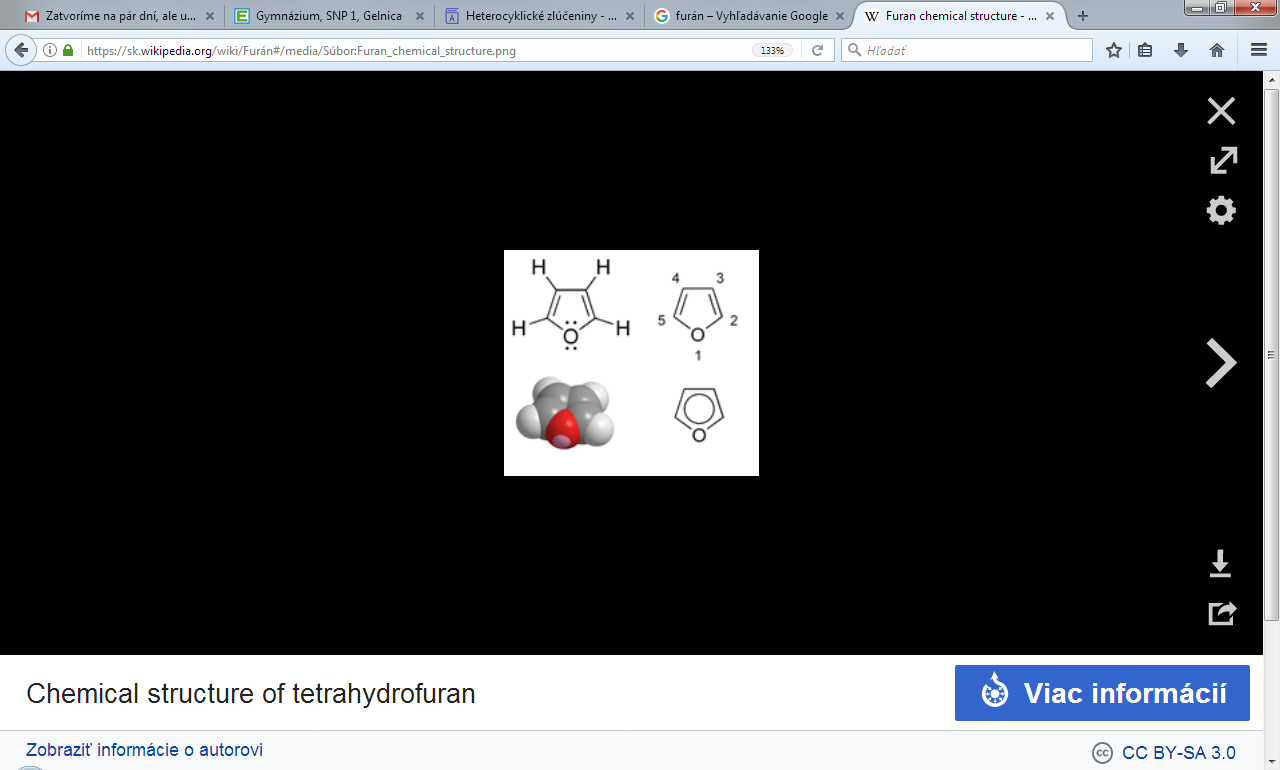 Zatvoríme na pár dní, ale u...
Gymnázium, SNP 1, Gelnica
Heterocyklické zlúčeniny - ...
furán – Vyhľadávanie Google
Furan chemical structure - ...
https://sk.wikipedia.org/wiki/Furán#/media/Súbor:Furan_chemical_structure.png
133%
Hľadať
H H
H H
O
4 3
5 2
O
1
O
Chemical structure of tetrahydrofuran
Viac informácií
Zobraziť informácie o autorovi
cc CC BY-SA 3.0